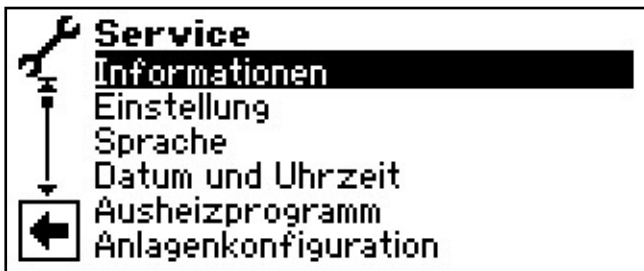 Service
Informationen
Einstellung
Sprache
Datum und Uhrzeit
Ausheizprogramm
Anlagenkonfiguration